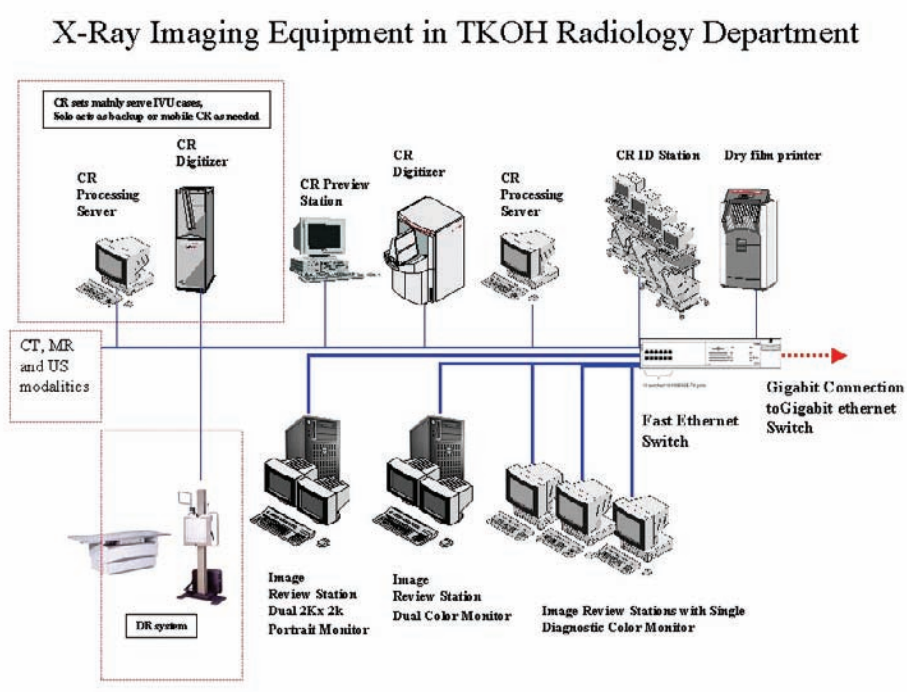 X-Ray Imaging Equipment in TKOH Radiology Department
CR sets mainly serve IVU cases,
Solo acts as backup or mobile CR as needed.
CR
Processing
Server
CR
Digitizer
CR Preview
Station
CR
Digitizer
CR
Processing
Server
CR ID Station
Dry film printer
CT, MR
and US
modalities
Fast Ethernet
Switch
Gigabit Connection
toGigabit ethernet
Switch
DR system
Image
Review Station
Dual 2Kx 2k
Portrait Monitor
Image
Review Station
Dual Color Monitor
Image Review Stations with Single
Diagnostic Color Monitor